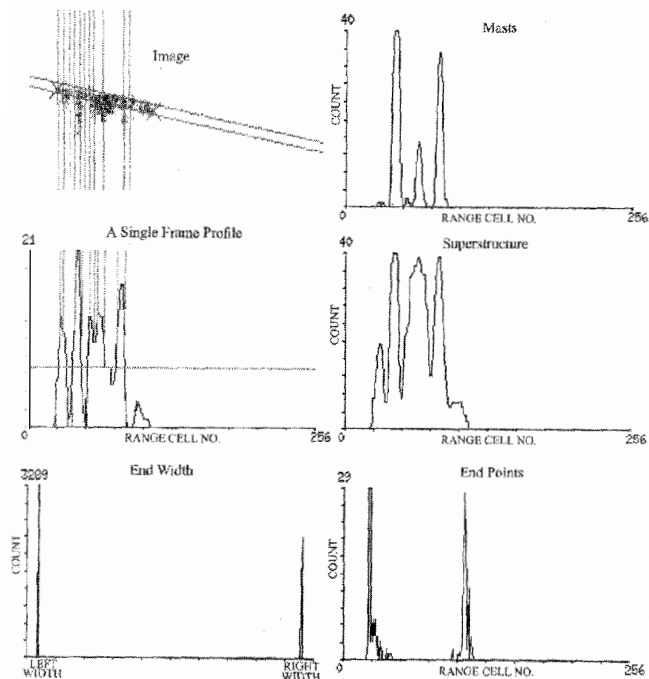 Image
40
Masts
COUNT
0
RANGE CELL NO.
256
21
A Single Frame Profile
0
RANGE CELL NO.
256
40
Superstructure
COUNT
0
RANGE CELL NO.
256
3289
End Width
COUNT
LEFT
WIDTH
RIGHT
WIDTH
29
End Points
COUNT
0
RANGE CELL NO.
256